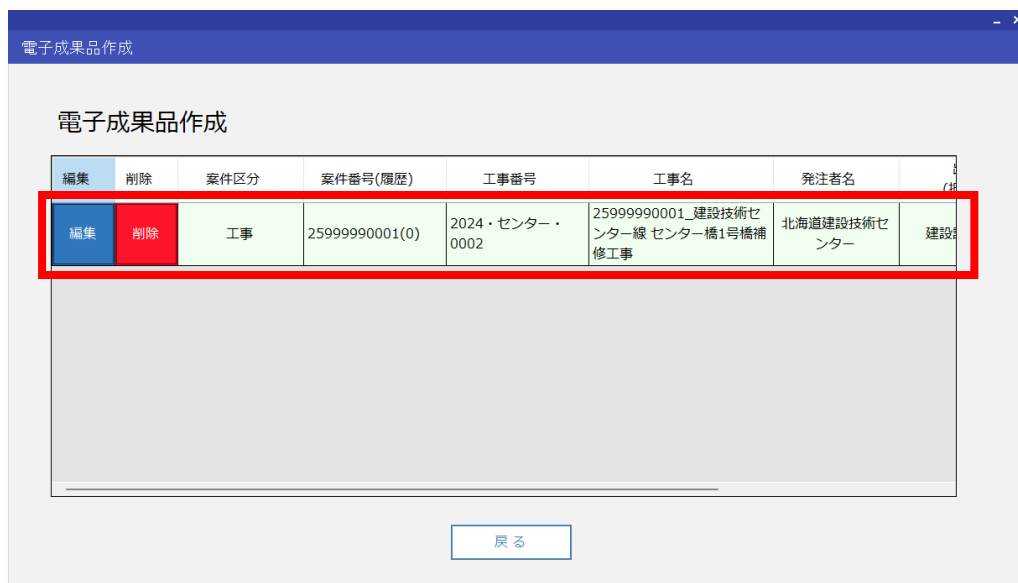 電子成果品作成
電子成果品作成
編集 削除 案件区分 案件番号(履歴) 工事番号 工事名 発注者名
編集 削除 工事 25999990001(0) 2024・センター・
0002 25999990001_建設技術セ
ンター線 センター橋1号橋補
修工事 北海道建設技術セ
ンター 建設
戻る